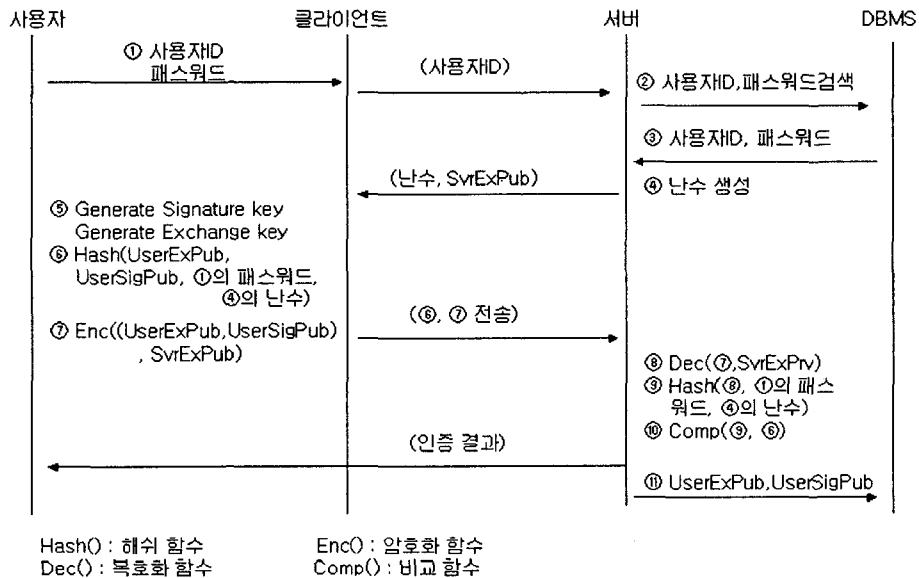 사용자 클라이언트 서버 DBMS
① 사용자ID
패스워드
(사용자ID)
② 사용자ID,패스워드검색
③ 사용자ID, 패스워드
(난수, SvrExPub)
④ 난수 생성
⑤ Generate Signature key
Generate Exchange key
⑥ Hash(UserExPub,
UserSigPub, ①의 패스워드,
④의 난수)
⑦ Enc((UserExPub,UserSigPub)
, SvrExPub)
(⑥, ⑦ 전송)
⑧ Dec(⑦,SvrExPrv)
⑨ Hash(⑧, ①의 패스
워드, ④의 난수)
⑩ Comp(⑨, ⑥)
(인증 결과)
⑪ UserExPub,UserSigPub
Hash() : 해쉬 함수 Enc() : 암호화 함수
Dec() : 복호화 함수 Comp() : 비교 함수